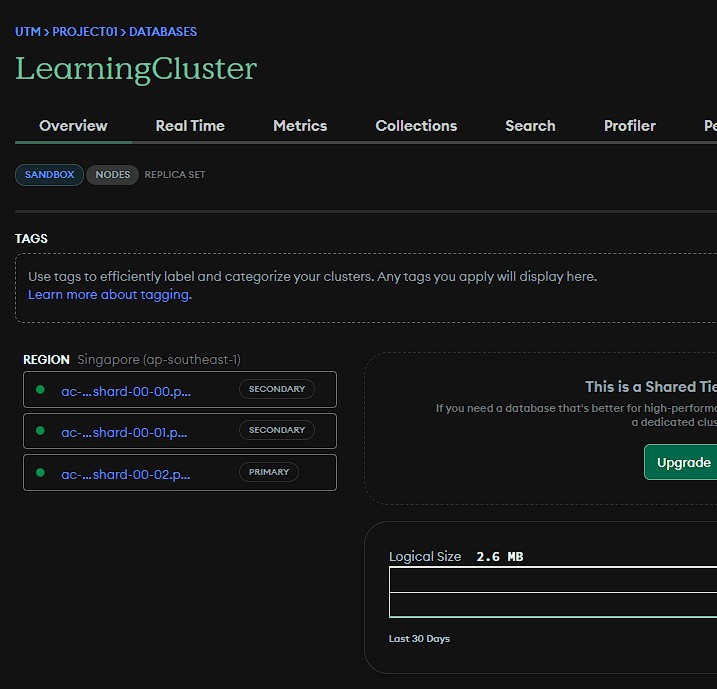 UTM > PROJECT01 > DATABASES
LearningCluster
Overview Real Time Metrics Collections Search Profiler
SANDBOX NODES REPLICA SET
TAGS
Use tags to efficiently label and categorize your clusters. Any tags you apply will display here.
Learn more about tagging.
REGION Singapore (ap-southeast-1)
ac-...shard-00-00.p... SECONDARY
ac-...shard-00-01.p... SECONDARY
ac-...shard-00-02.p... PRIMARY
This is a Shared Tie
If you need a database that's better for high-performa
a dedicated clus
Upgrade
Logical Size 2.6 MB
Last 30 Days